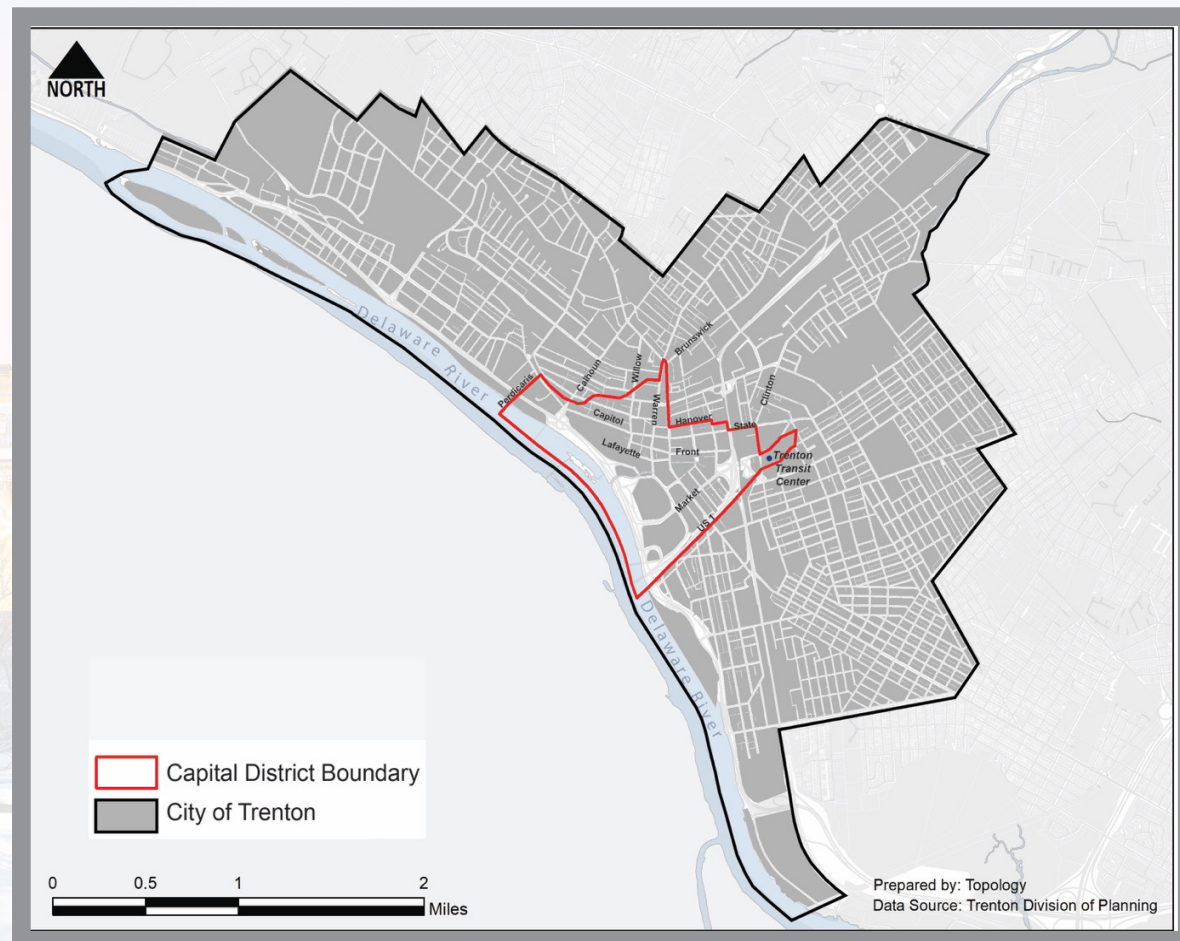 NORTH
Delaware
River
Perdicaris
Calhoun
Willow
Brunswick
Capitol
Warren
Hanover
State
Clinton
Lafayette
Front
Trenton
Transit
Center
Market
US 1
Delaware River
Capital District Boundary
City of Trenton
0 0.5 1 2
Miles
Prepared by: Topology
Data Source: Trenton Division of Planning